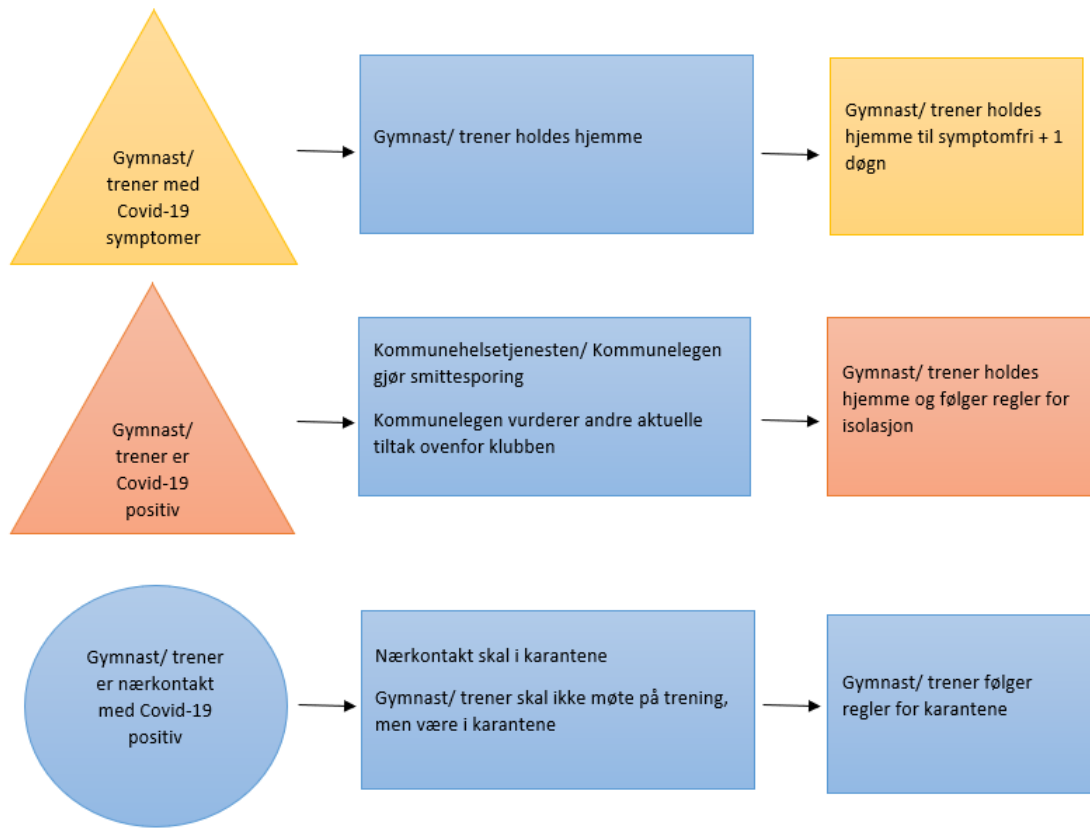 Gymnast/
trener med
Covid-19
symptomer
Gymnast/ trener holdes hjemme
Gymnast/ trener holdes
hjemme til symptomfri + 1
døgn
Gymnast/
trener er
Covid-19
positiv
Kommunehelsetjenesten/ Kommunelegen
gjør smittesporing
Kommunelegen vurderer andre aktuelle
tiltak ovenfor klubben
Gymnast/ trener holdes
hjemme og følger regler for
isolasjon
Gymnast/ trener
er nærkontakt
med Covid-19
positiv
Nærkontakt skal i karantene
Gymnast/ trener skal ikke møte på trening,
men være i karantene
Gymnast/ trener følger
regler for karantene